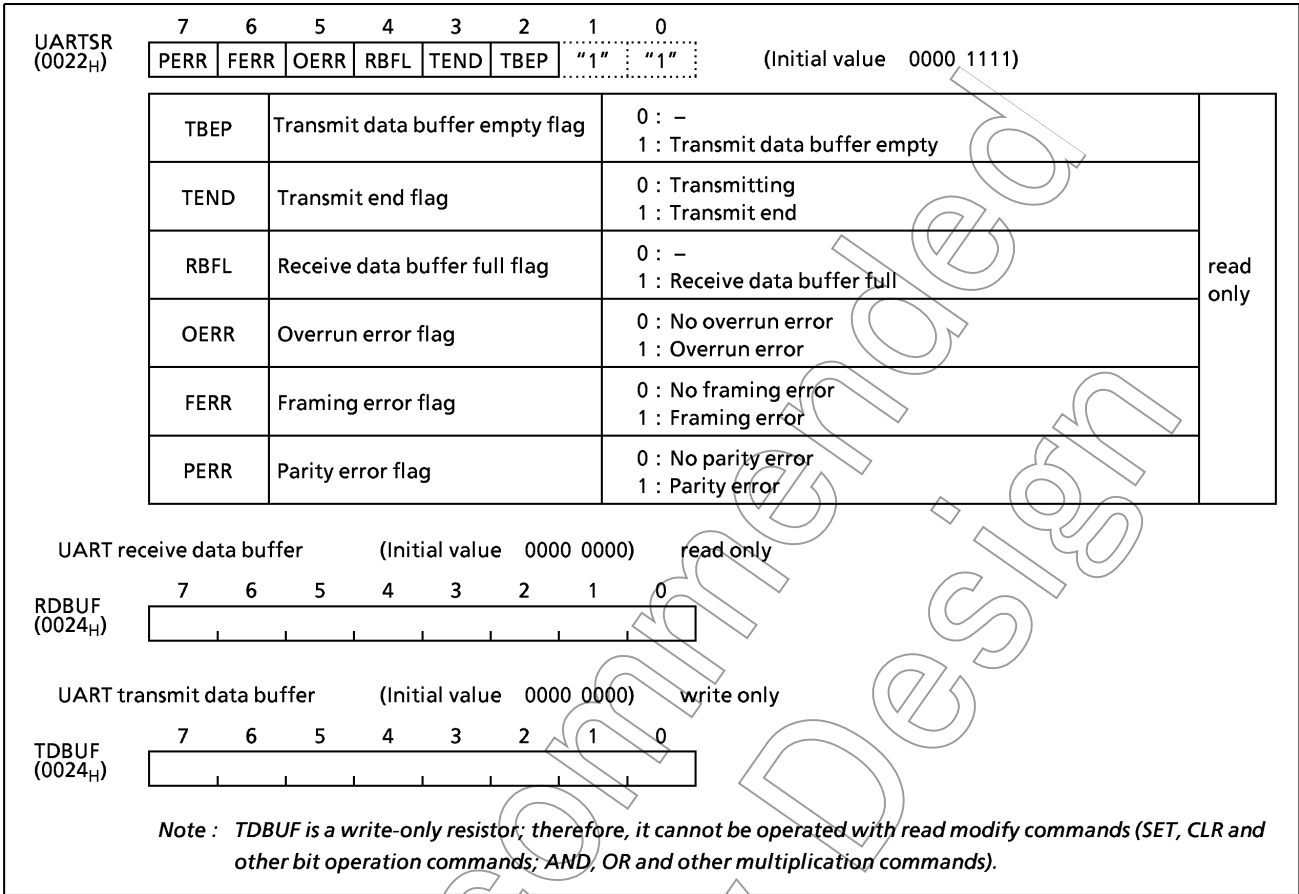 7 6 5 4 3 2 1 0
UARTSR
(0022H)
PERR FERR OERR RBFL TEND TBEP “1” “1” (Initial value 0000 1111)
TBEP Transmit data buffer empty flag 0 : –
1 : Transmit data buffer empty
TEND Transmit end flag 0 : Transmitting
1 : Transmit end
RBFL Receive data buffer full flag 0 : –
1 : Receive data buffer full
read
only
OERR Overrun error flag 0 : No overrun error
1 : Overrun error
FERR Framing error flag 0 : No framing error
1 : Framing error
PERR Parity error flag 0 : No parity error
1 : Parity error
UART receive data buffer (Initial value 0000 0000) read only
7 6 5 4 3 2 1 0
RDBUF
(0024H)
UART transmit data buffer (Initial value 0000 0000) write only
7 6 5 4 3 2 1 0
TDBUF
(0024H)
Note : TDBUF is a write-only resistor; therefore, it cannot be operated with read modify commands (SET, CLR and
other bit operation commands; AND, OR and other multiplication commands).
commended
Design